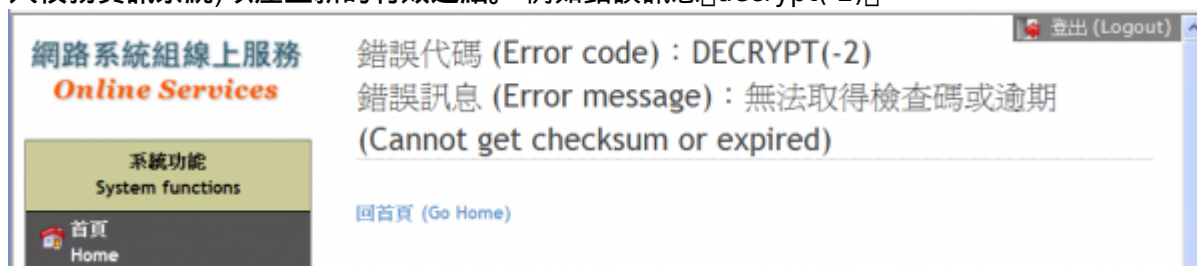 登出 (Logout)
網路系統組線上服務
Online Services
錯誤代碼 (Error code)：DECRYPT(-2)
錯誤訊息 (Error message)：無法取得檢查碼或逾期
(Cannot get checksum or expired)
系統功能
System functions
回首頁 (Go Home)
首頁
Home